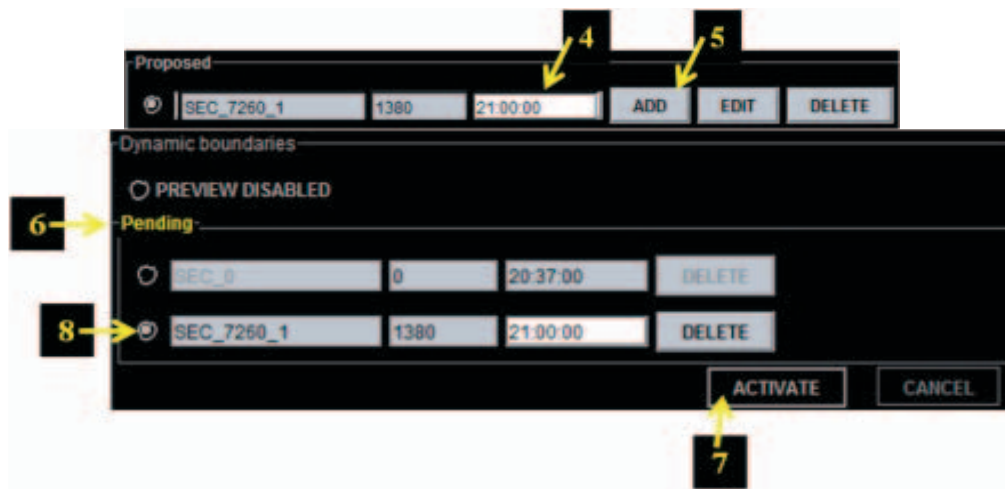 4 5
Proposed
SEC_7260_1 1380 21:00:00 ADD EDIT DELETE
Dynamic boundaries
PREVIEW DISABLED
6 Pending
SEC_0 0 20:37:00 DELETE
8 SEC_7260_1 1380 21:00:00 DELETE
ACTIVATE CANCEL
7